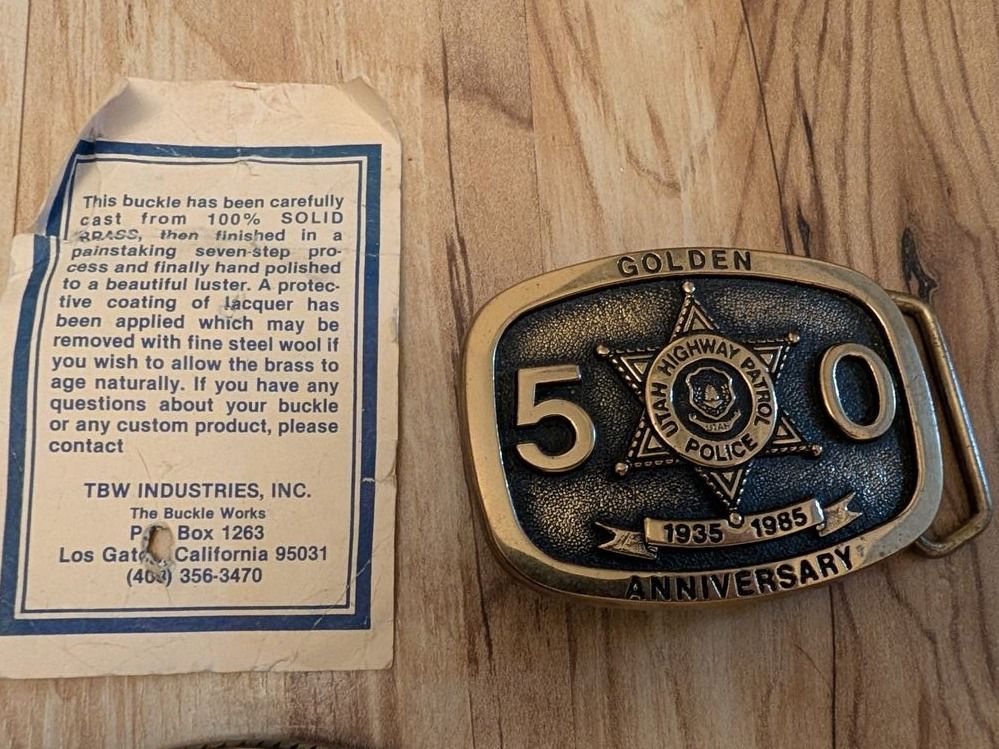 This buckle has been carefully
cast from 100% SOLID
BRASS, then finished in a
painstaking seven-step pro-
cess and finally hand polished
to a beautiful luster. A protec-
tive coating of lacquer has
been applied which may be
removed with fine steel wool if
you wish to allow the brass to
age naturally. If you have any
questions about your buckle
or any custom product, please
contact
TBW INDUSTRIES, INC.
The Buckle Works
Box 1263
Los California 95031
356-3470
GOLDEN
5 0
UTAH HIGHWAY PATROL
UTAH
POLICE
1935 1985
ANNIVERSARY